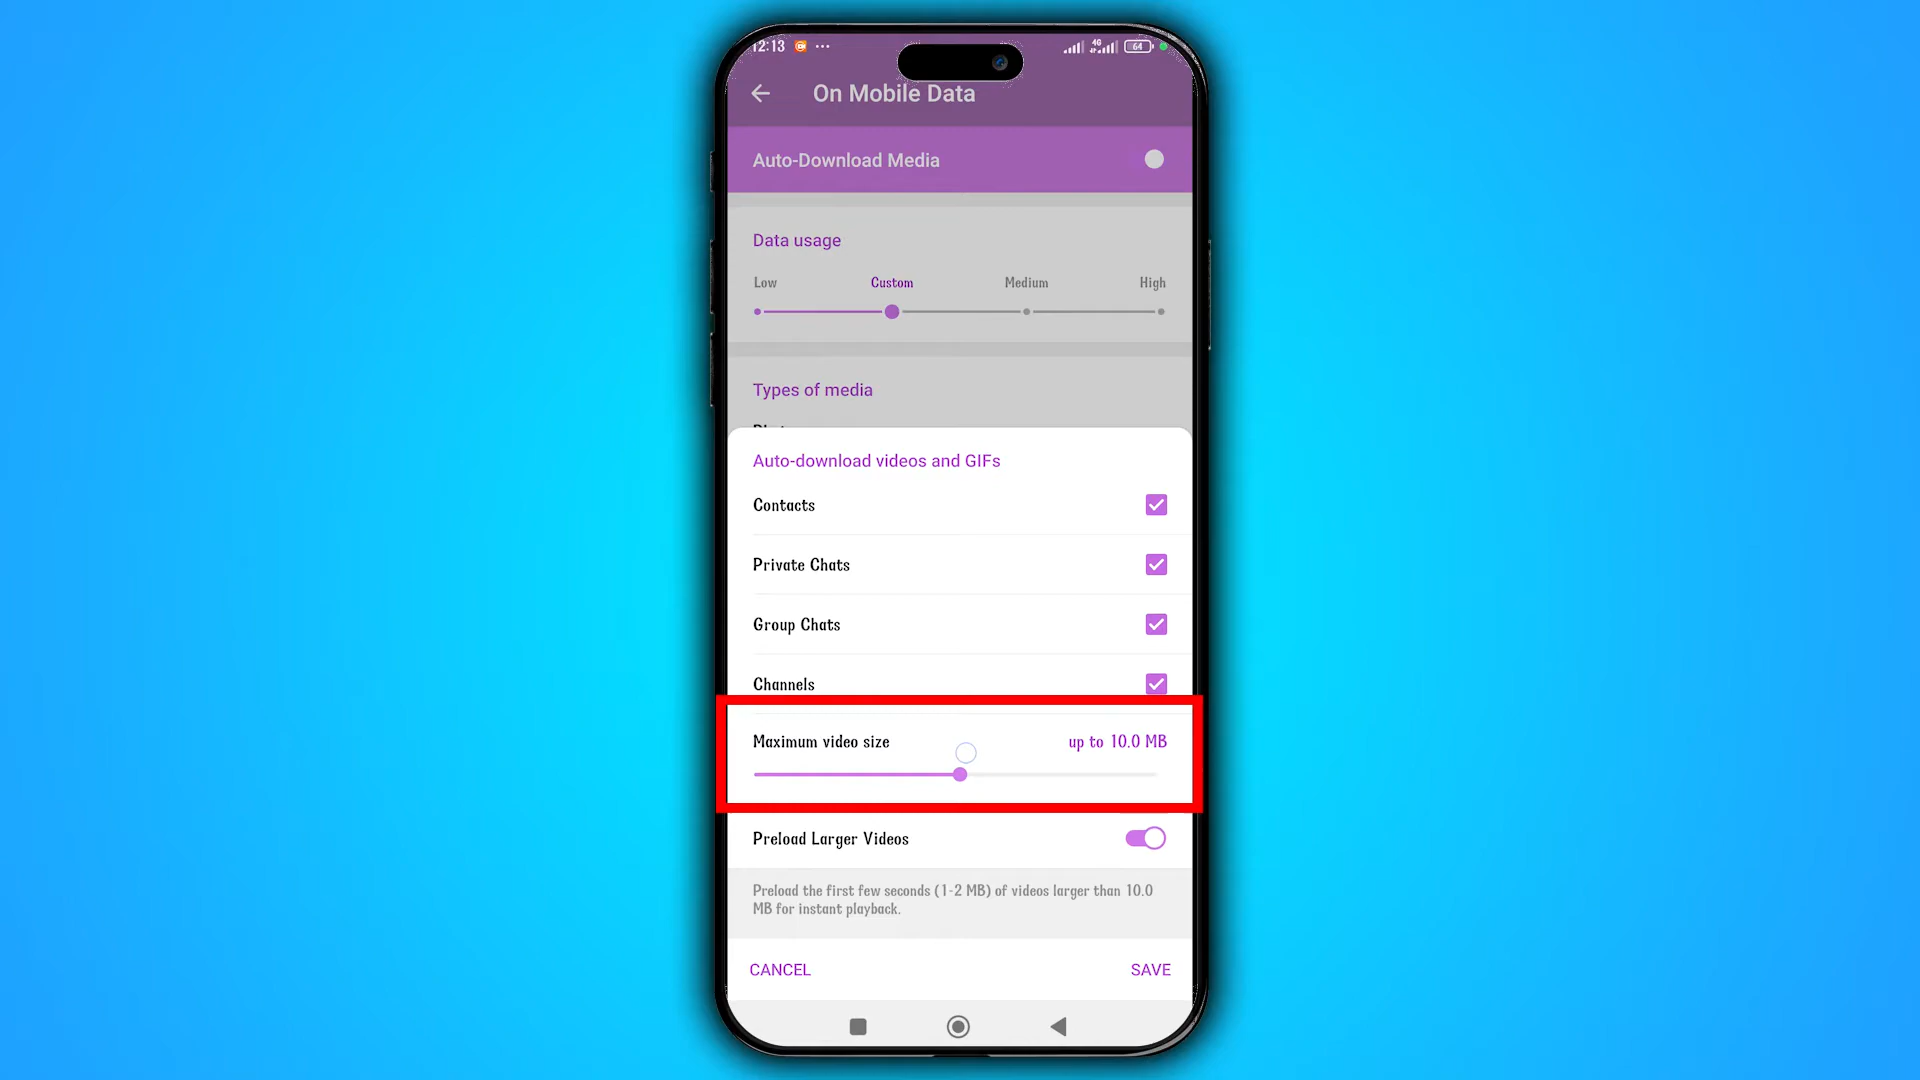 12:13
4G
64
On Mobile Data
Auto-Download Media
Data usage
Low Custom Medium High
Types of media
Auto-download videos and GIFs
Contacts
Private Chats
Group Chats
Channels
Maximum video size up to 10.0 MB
Preload Larger Videos
Preload the first few seconds (1-2 MB) of videos larger than 10.0
MB for instant playback.
CANCEL SAVE